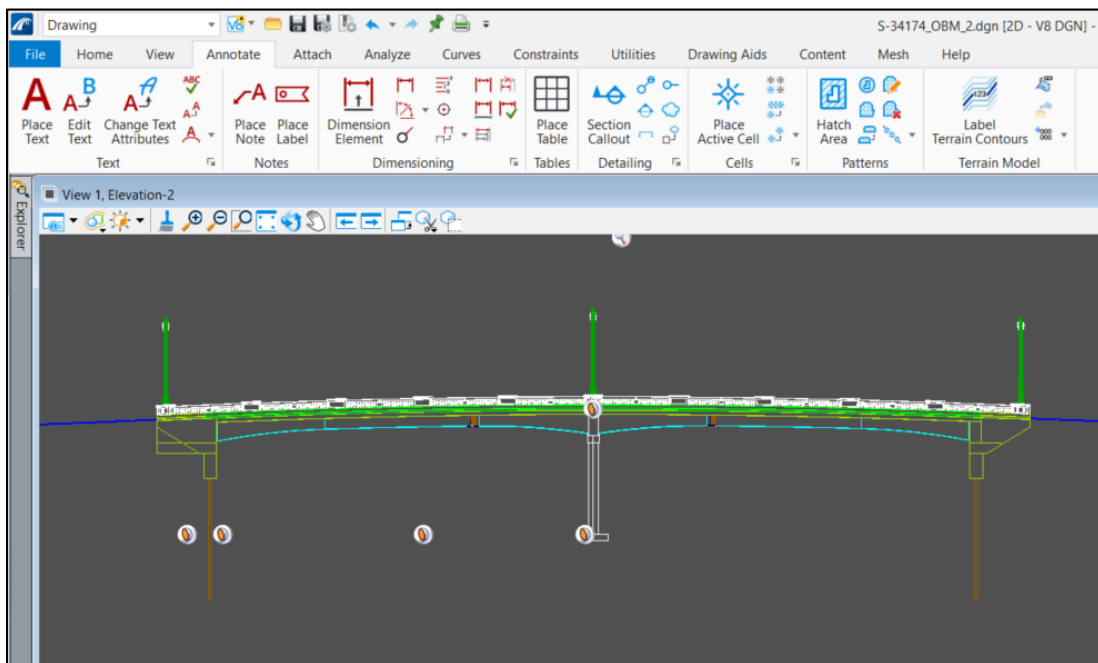 Drawing
S-34174_OBM_2.dgn [2D - V8 DGN] -
File Home View Annotate Attach Analyze Curves Constraints Utilities Drawing Aids Content Mesh Help
Place Text
Edit Text
Change Text Attributes
Place Note
Place Label
Dimension Element
Place Table
Section Callout
Place Active Cell
Hatch Area
Label Terrain Contours
Text Notes Dimensioning Tables Detailing Cells Patterns Terrain Model
Explorer
View 1, Elevation-2